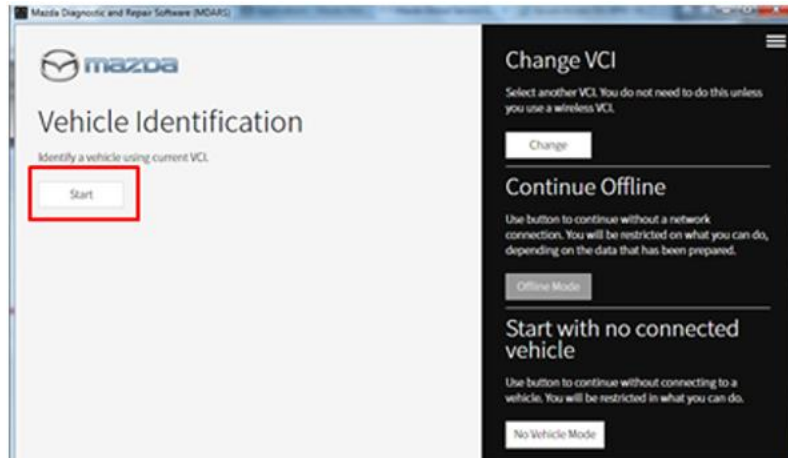 Mazda Diagnostic and Repair Software (MDARS)
mazda
Vehicle Identification
Identify a vehicle using current VCI.
Start
Change VCI
Select another VCI. You do not need to do this unless
you use a wireless VCI.
Change
Continue Offline
Use button to continue without a network
connection. You will be restricted on what you can do,
depending on the data that has been prepared.
Offline Mode
Start with no connected
vehicle
Use button to continue without connecting to a
vehicle. You will be restricted in what you can do.
No Vehicle Mode